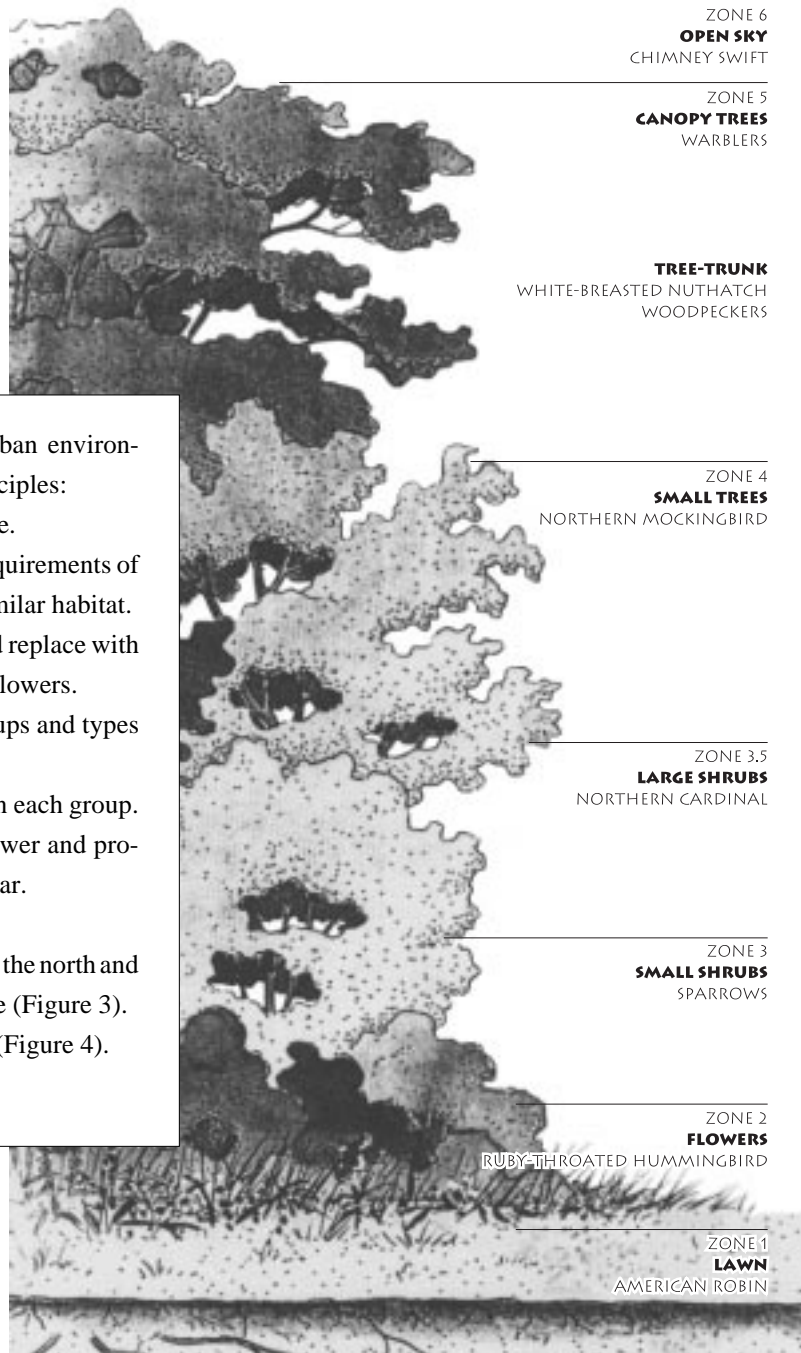 ZONE 6
OPEN SKY
CHIMNEY SWIFT
ZONE 5
CANOPY TREES
WARBLERS
TREE-TRUNK
WHITE-BREASTED NUTHATCH
WOODPECKERS
ZONE 4
SMALL TREES
NORTHERN MOCKINGBIRD
ZONE 3.5
LARGE SHRUBS
NORTHERN CARDINAL
ZONE 3
SMALL SHRUBS
SPARROWS
ZONE 2
FLOWERS
RUBY-THROATED HUMMINGBIRD
ZONE 1
LAWN
AMERICAN ROBIN
ban environ-
ciples:
e.
quirements of
milar habitat.
d replace with
flowers.
ups and types
n each group.
wer and pro-
ar.
the north and
e (Figure 3).
(Figure 4).